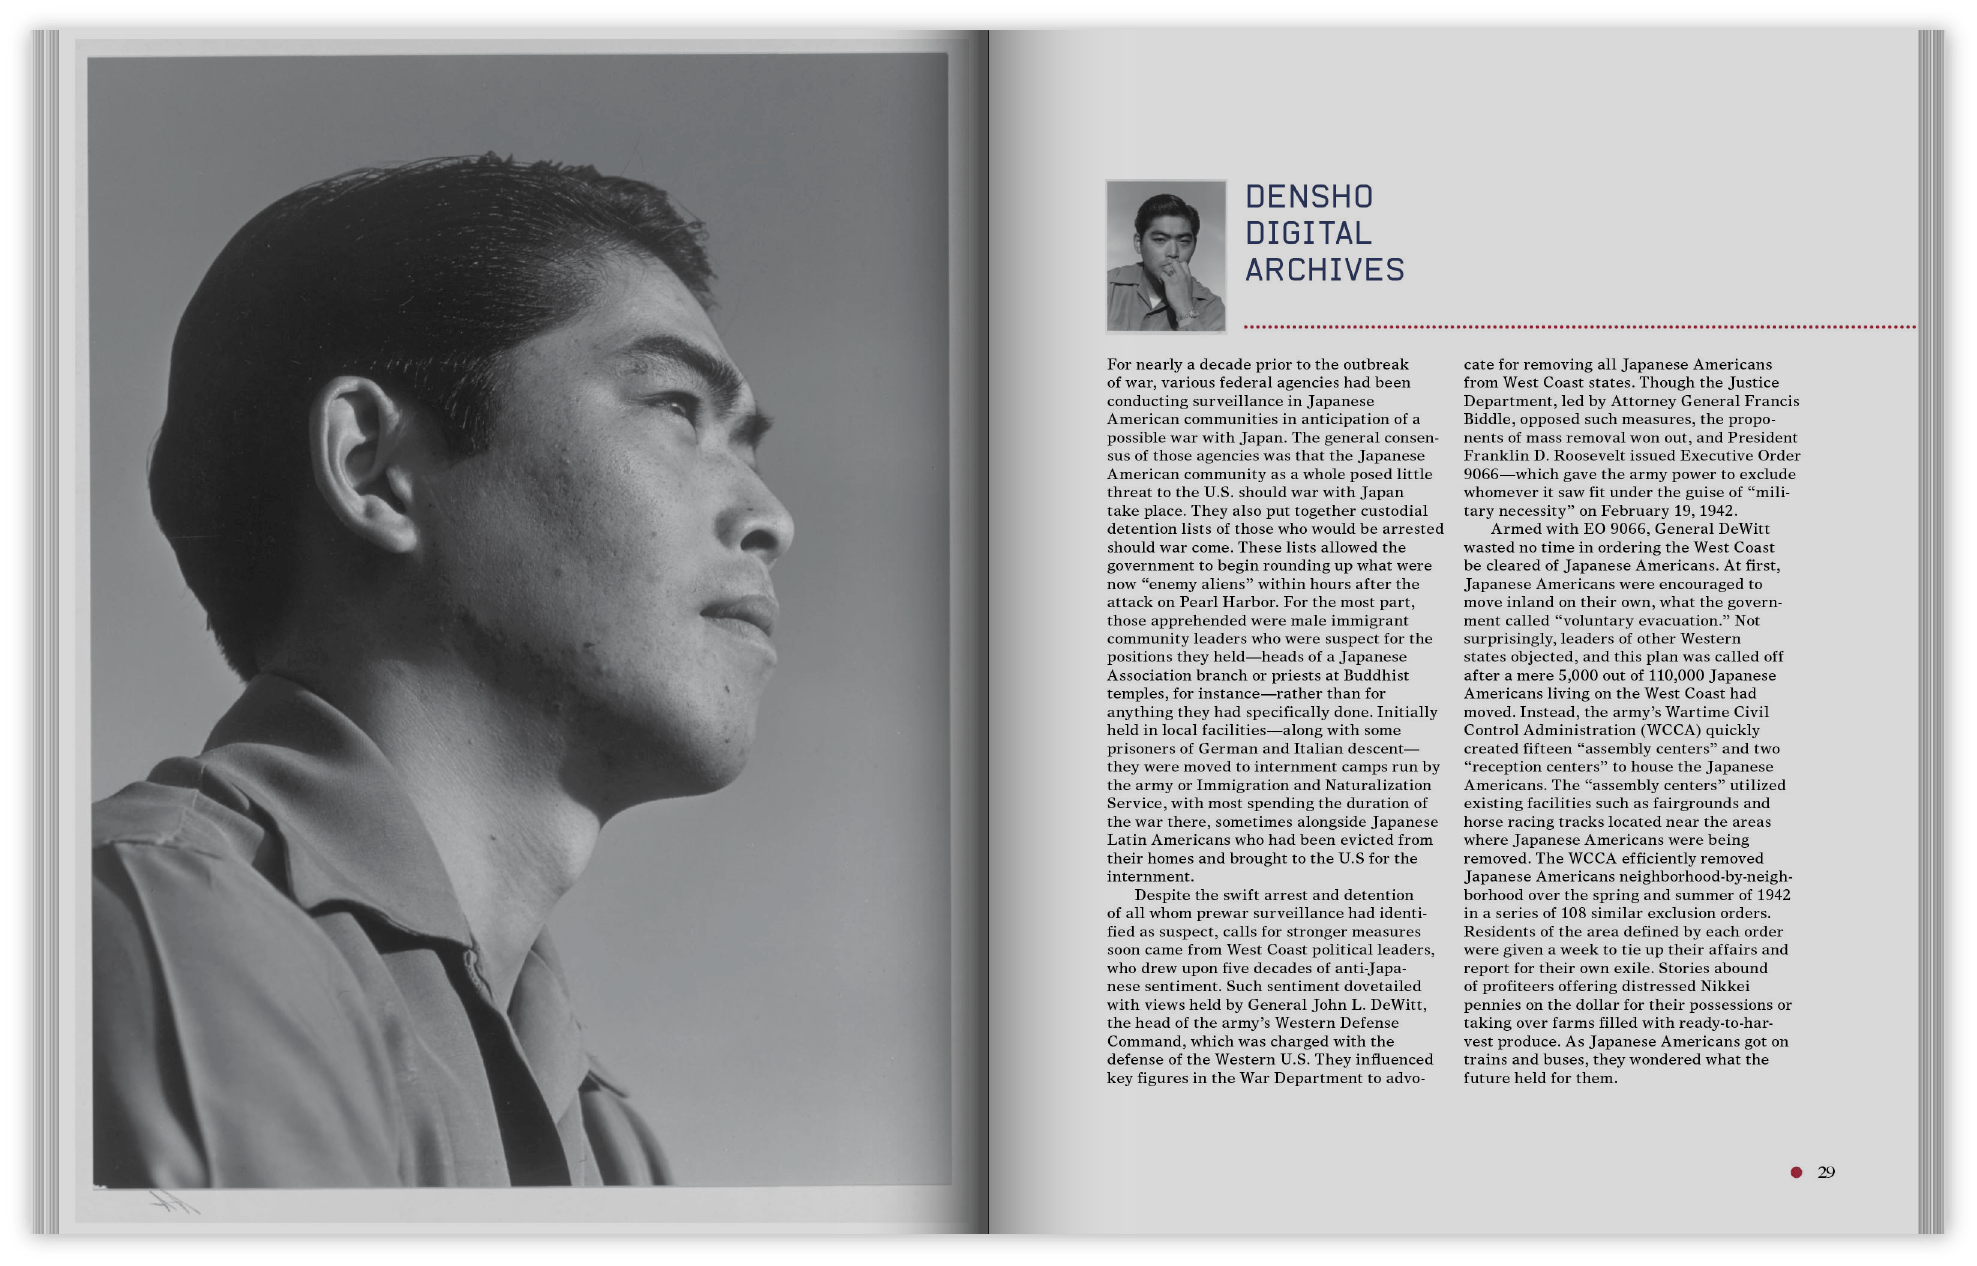 DENSHO
DIGITAL
ARCHIVES
For nearly a decade prior to the outbreak
of war, various federal agencies had been
conducting surveillance in Japanese
American communities in anticipation of a
possible war with Japan. The general consen-
sus of those agencies was that the Japanese
American community as a whole posed little
threat to the U.S. should war with Japan
take place. They also put together custodial
detention lists of those who would be arrested
should war come. These lists allowed the
government to begin rounding up what were
now “enemy aliens” within hours after the
attack on Pearl Harbor. For the most part,
those apprehended were male immigrant
community leaders who were suspect for the
positions they held—heads of a Japanese
Association branch or priests at Buddhist
temples, for instance—rather than for
anything they had specifically done. Initially
held in local facilities—along with some
prisoners of German and Italian descent—
they were moved to internment camps run by
the army or Immigration and Naturalization
Service, with most spending the duration of
the war there, sometimes alongside Japanese
Latin Americans who had been evicted from
their homes and brought to the U.S for the
internment.
Despite the swift arrest and detention
of all whom prewar surveillance had identi-
fied as suspect, calls for stronger measures
soon came from West Coast political leaders,
who drew upon five decades of anti-Japa-
nese sentiment. Such sentiment dovetailed
with views held by General John L. DeWitt,
the head of the army’s Western Defense
Command, which was charged with the
defense of the Western U.S. They influenced
key figures in the War Department to advo-
cate for removing all Japanese Americans
from West Coast states. Though the Justice
Department, led by Attorney General Francis
Biddle, opposed such measures, the propo-
nents of mass removal won out, and President
Franklin D. Roosevelt issued Executive Order
9066—which gave the army power to exclude
whomever it saw fit under the guise of “mili-
tary necessity” on February 19, 1942.
Armed with EO 9066, General DeWitt
wasted no time in ordering the West Coast
be cleared of Japanese Americans. At first,
Japanese Americans were encouraged to
move inland on their own, what the govern-
ment called “voluntary evacuation.” Not
surprisingly, leaders of other Western
states objected, and this plan was called off
after a mere 5,000 out of 110,000 Japanese
Americans living on the West Coast had
moved. Instead, the army’s Wartime Civil
Control Administration (WCCA) quickly
created fifteen “assembly centers” and two
“reception centers” to house the Japanese
Americans. The “assembly centers” utilized
existing facilities such as fairgrounds and
horse racing tracks located near the areas
where Japanese Americans were being
removed. The WCCA efficiently removed
Japanese Americans neighborhood-by-neigh-
borhood over the spring and summer of 1942
in a series of 108 similar exclusion orders.
Residents of the area defined by each order
were given a week to tie up their affairs and
report for their own exile. Stories abound
of profiteers offering distressed Nikkei
pennies on the dollar for their possessions or
taking over farms filled with ready-to-har-
vest produce. As Japanese Americans got on
trains and buses, they wondered what the
future held for them.
29